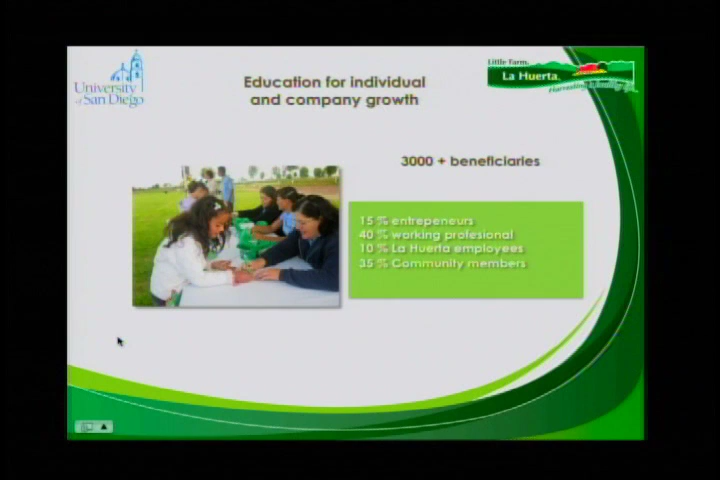 University
of San Diego
Education for individual
and company growth
Little Farm.
La Huerta.
3000 + beneficiaries
15 % entrepeneurs
40 % working profesional
10 % La Huerta employees
35 % Community members